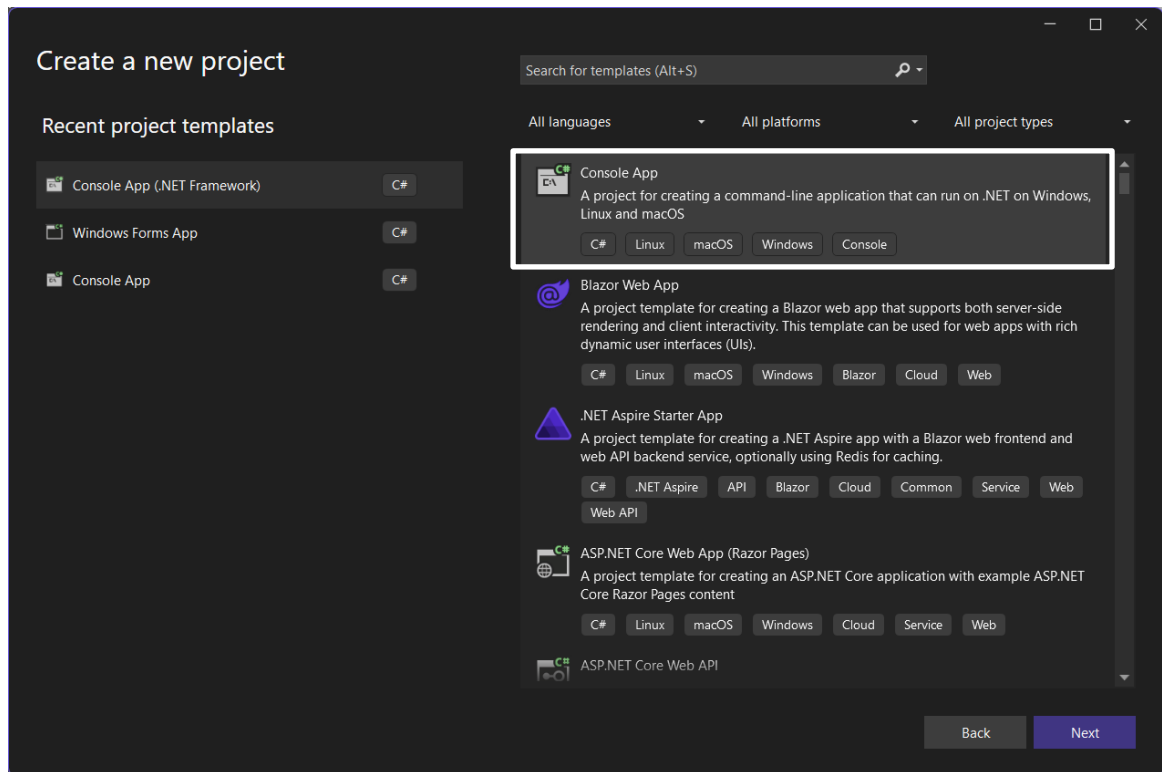 Create a new project
Search for templates (Alt+S)
Recent project templates
All languages
All platforms
All project types
Console App (.NET Framework)
C#
Windows Forms App
C#
Console App
C#
Console App
A project for creating a command-line application that can run on .NET on Windows,
Linux and macOS
C# Linux macOS Windows Console
Blazor Web App
A project template for creating a Blazor web app that supports both server-side
rendering and client interactivity. This template can be used for web apps with rich
dynamic user interfaces (UIs).
C# Linux macOS Windows Blazor Cloud Web
.NET Aspire Starter App
A project template for creating a .NET Aspire app with a Blazor web frontend and
web API backend service, optionally using Redis for caching.
C# .NET Aspire API Blazor Cloud Common Service Web
Web API
ASP.NET Core Web App (Razor Pages)
A project template for creating an ASP.NET Core application with example ASP.NET
Core Razor Pages content
C# Linux macOS Windows Cloud Service Web
ASP.NET Core Web API
Back
Next